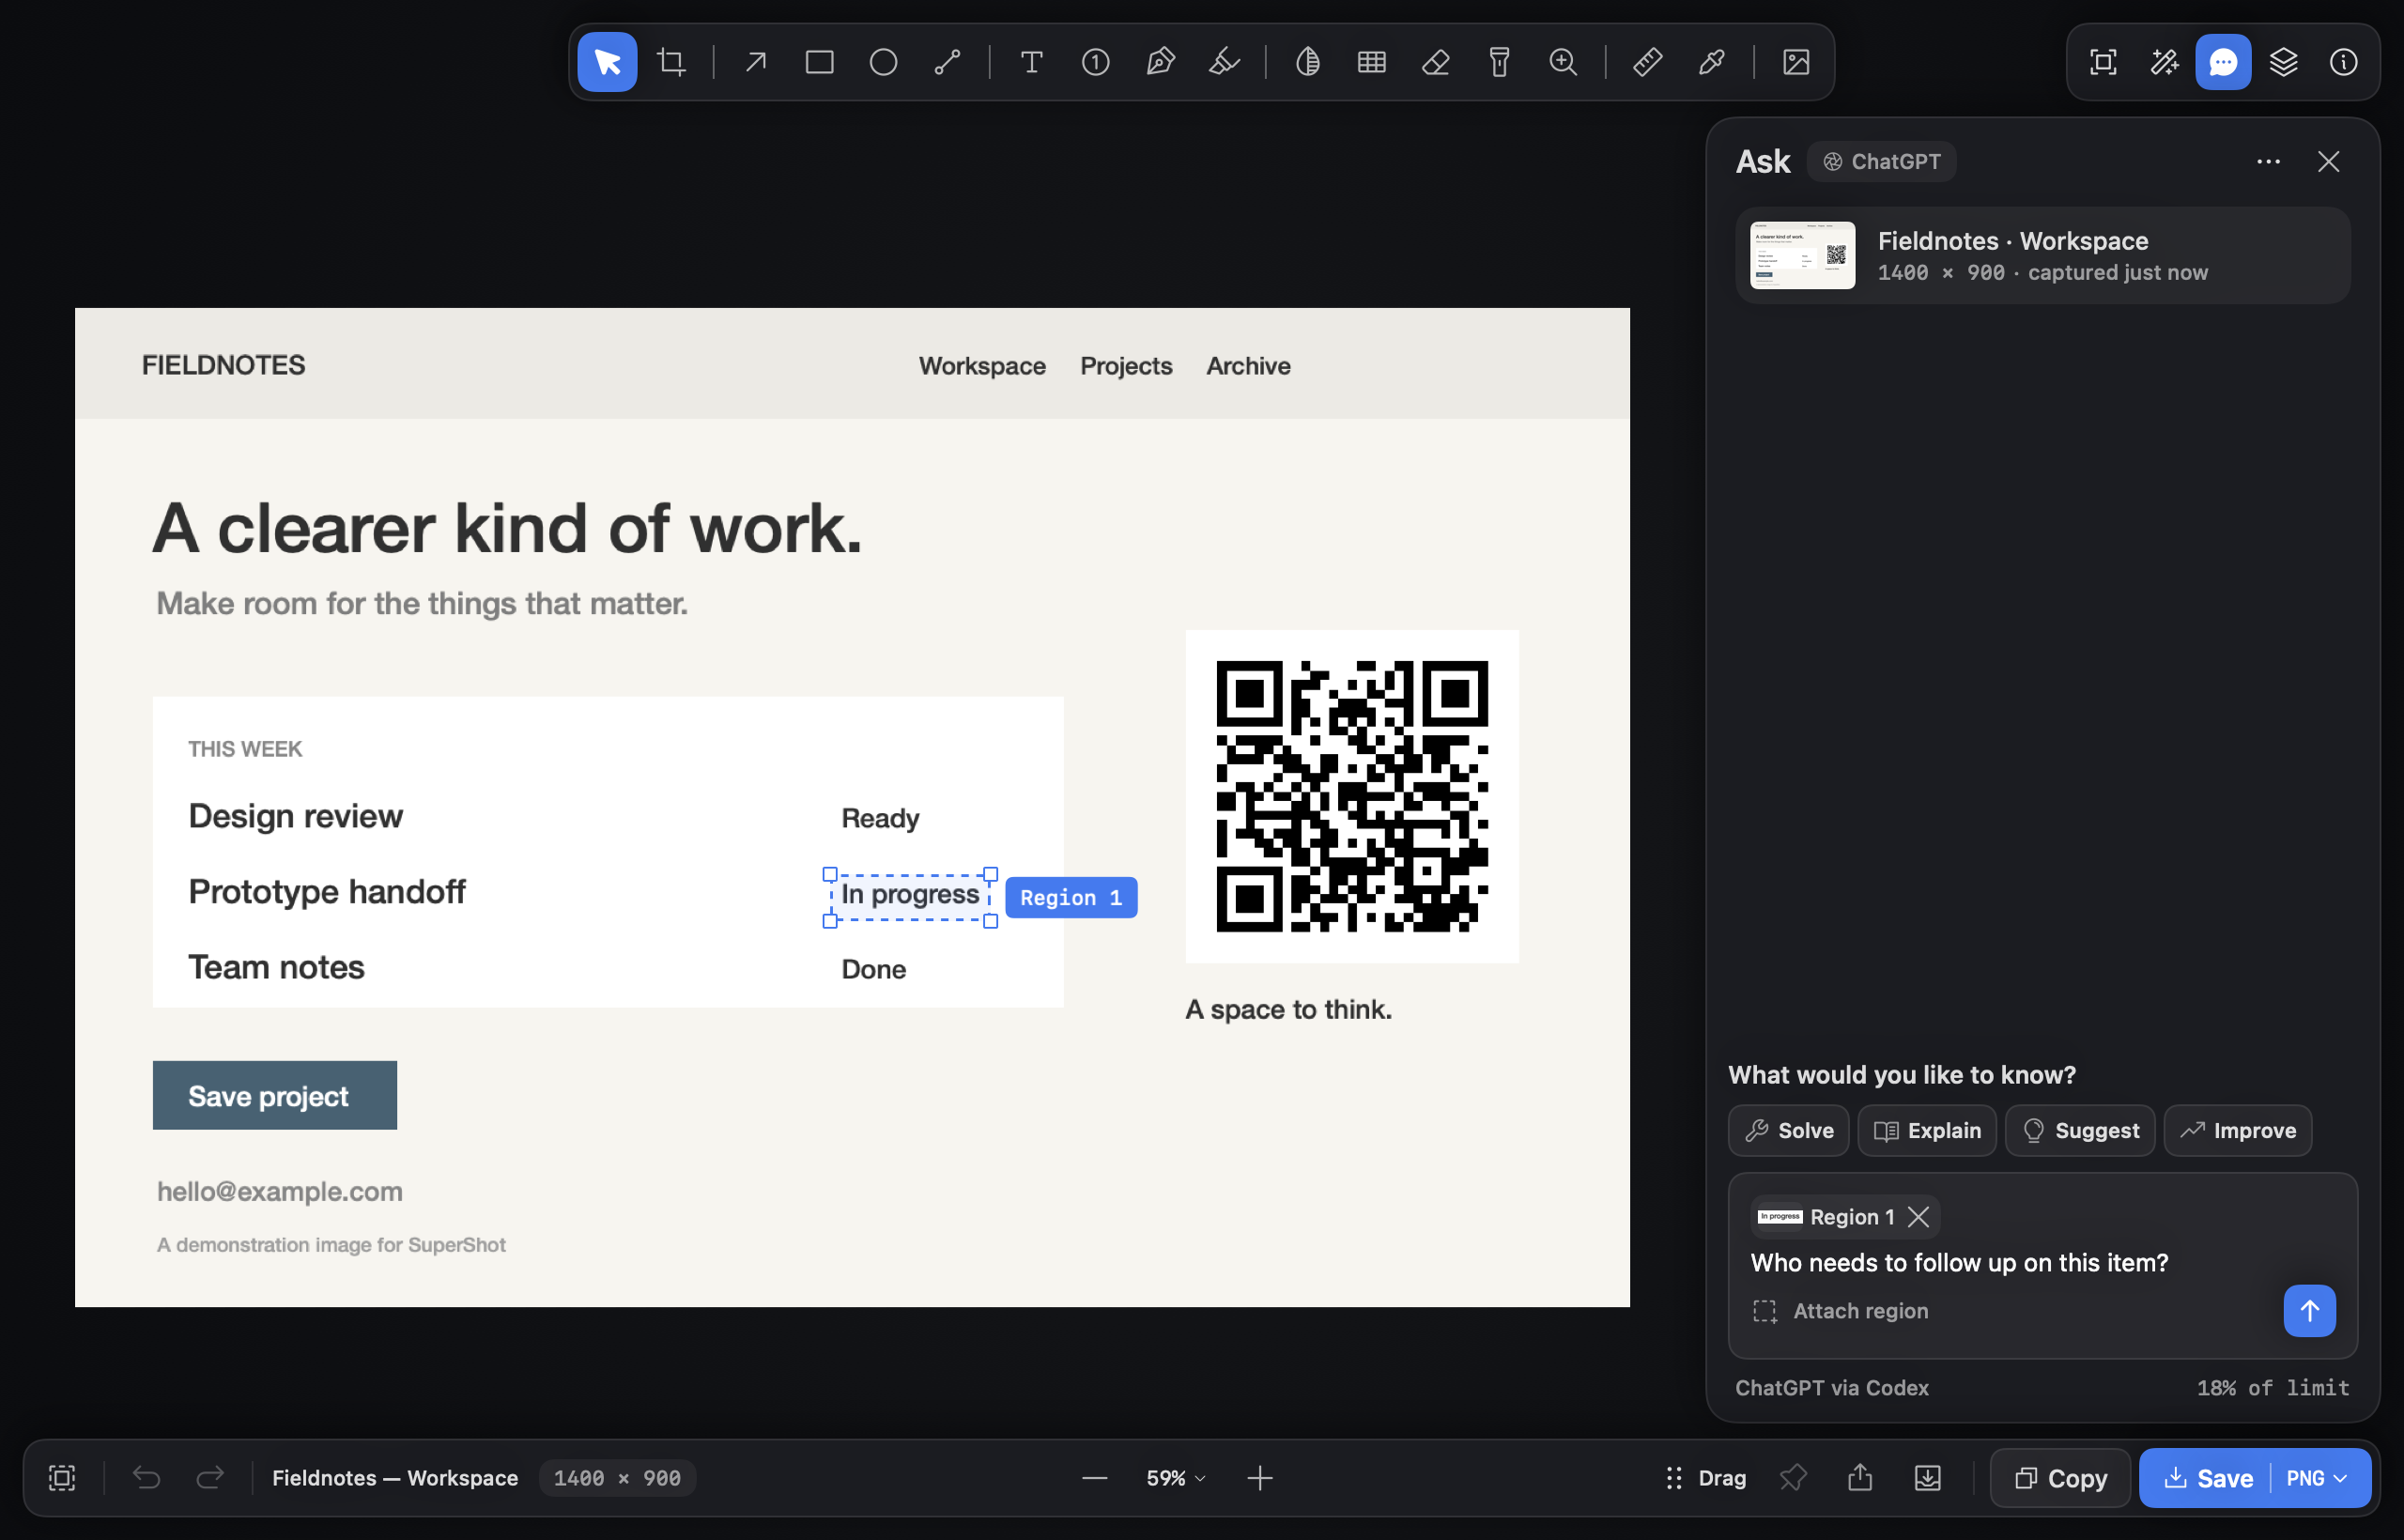 Ask
ChatGPT
Fieldnotes · Workspace
1400 × 900 · captured just now
FIELDNOTES
Workspace Projects Archive
A clearer kind of work.
Make room for the things that matter.
THIS WEEK
Design review Ready
Prototype handoff In progress
Region 1
Team notes Done
A space to think.
Save project
hello@example.com
A demonstration image for SuperShot
What would you like to know?
Solve Explain Suggest Improve
In progress Region 1
Who needs to follow up on this item?
Attach region
ChatGPT via Codex 18% of limit
Fieldnotes — Workspace 1400 × 900 59% Drag Copy Save PNG